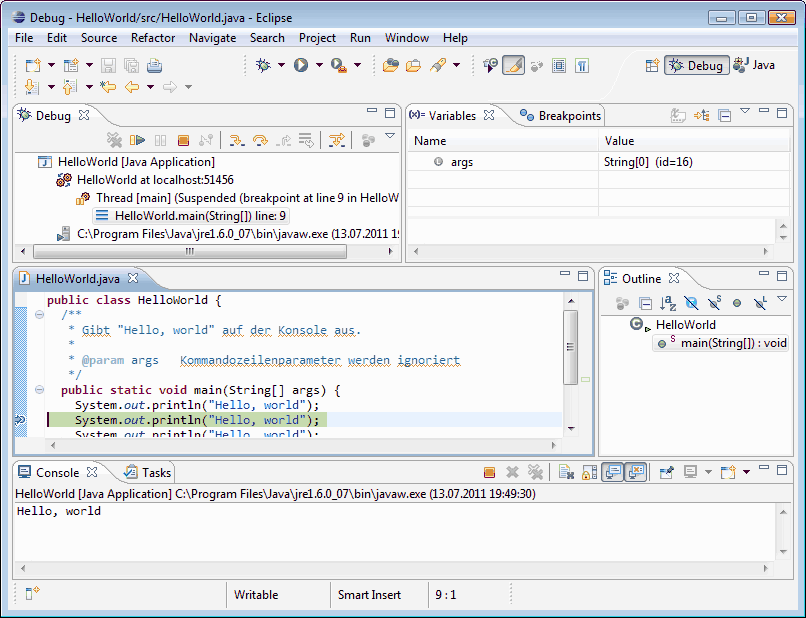 Debug - HelloWorld/src/HelloWorld.java - Eclipse
File Edit Source Refactor Navigate Search Project Run Window Help
Debug Java
Debug
HelloWorld [Java Application]
HelloWorld at localhost:51456
Thread [main] (Suspended (breakpoint at line 9 in HelloW
HelloWorld.main(String[]) line: 9
C:\Program Files\Java\jre1.6.0_07\bin\javaw.exe (13.07.2011 19
(x)= Variables Breakpoints
Name Value
args String[0] (id=16)
HelloWorld.java
public class HelloWorld {
/**
* Gibt "Hello, world" auf der Konsole aus.
*
* @param args Kommandozeilenparameter werden ignoriert
*/
public static void main(String[] args) {
System.out.println("Hello, world");
System.out.println("Hello, world");
System.out.println("Hello, world");
Outline
HelloWorld
main(String[]) : void
Console Tasks
HelloWorld [Java Application] C:\Program Files\Java\jre1.6.0_07\bin\javaw.exe (13.07.2011 19:49:30)
Hello, world
Writable Smart Insert 9 : 1